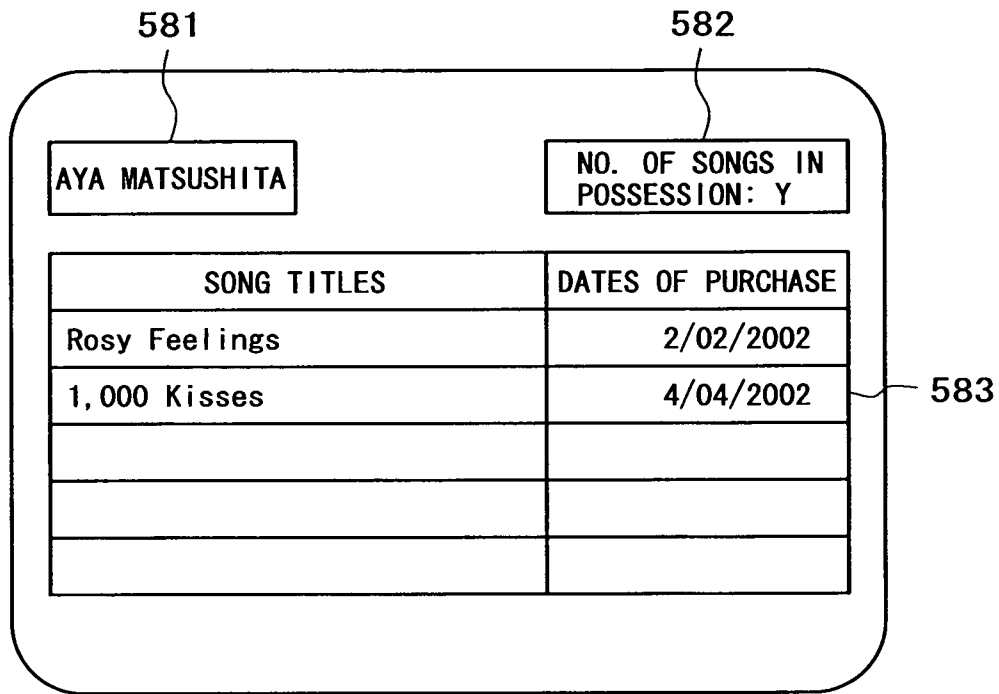 581
582
AYA MATSUSHITA
NO. OF SONGS IN
POSSESSION: Y
SONG TITLES DATES OF PURCHASE
Rosy Feelings 2/02/2002
1,000 Kisses 4/04/2002
583